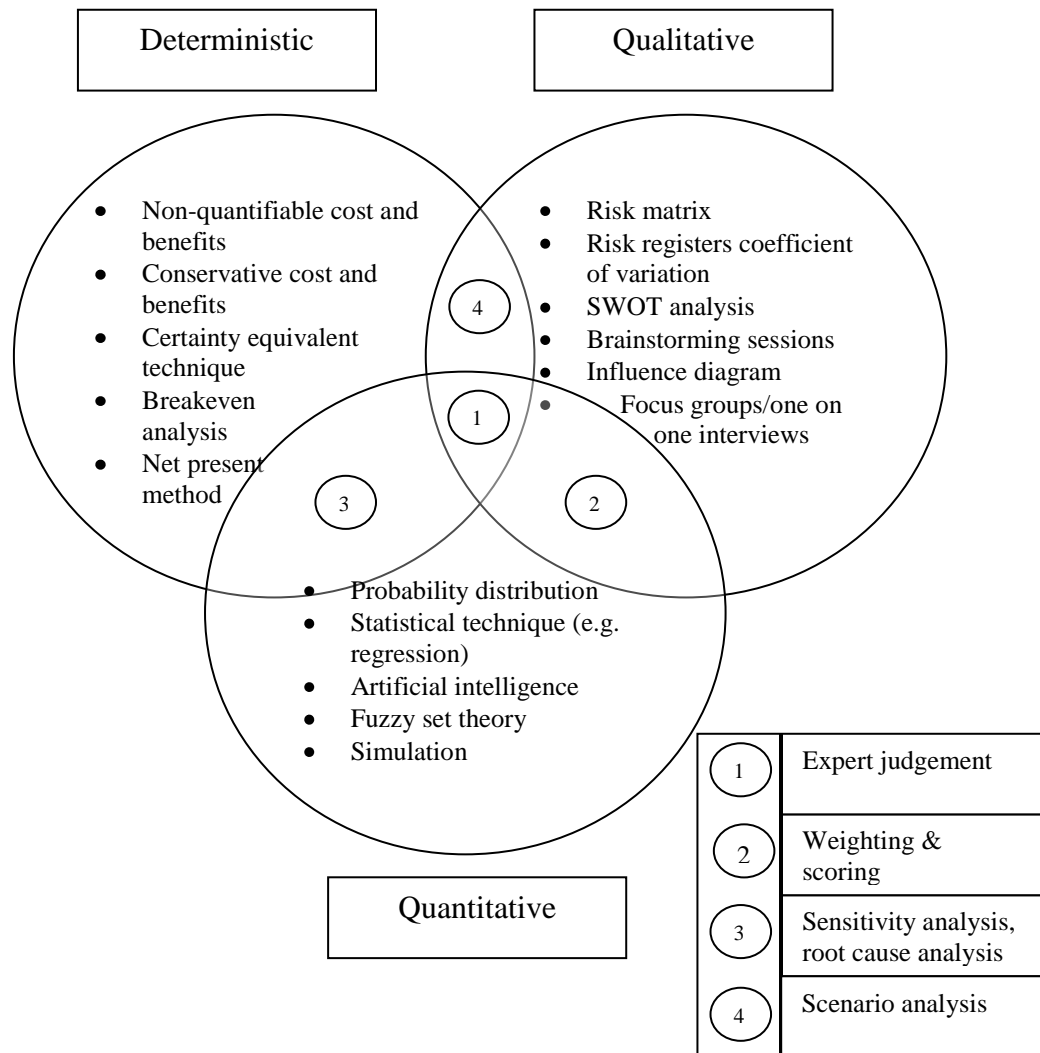 Deterministic
Qualitative
• Non-quantifiable cost and
benefits
• Conservative cost and
benefits
• Certainty equivalent
technique
• Breakeven
analysis
• Net present
method
• Risk matrix
• Risk registers coefficient
of variation
• SWOT analysis
• Brainstorming sessions
• Influence diagram
• Focus groups/one on
one interviews
4
1
3
2
• Probability distribution
• Statistical technique (e.g.
regression)
• Artificial intelligence
• Fuzzy set theory
• Simulation
Quantitative
1 Expert judgement
2 Weighting &
scoring
3 Sensitivity analysis,
root cause analysis
4 Scenario analysis